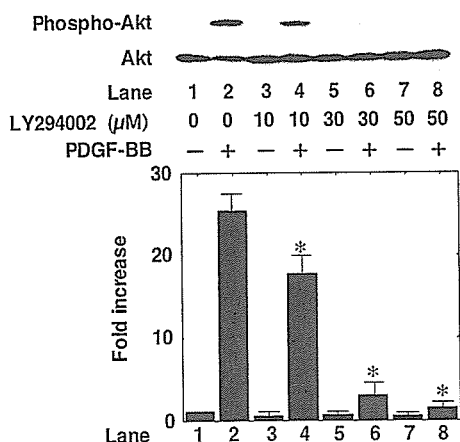 Phospho-Akt
Akt
Lane 1 2 3 4 5 6 7 8
LY294002 (µM) 0 0 10 10 30 30 50 50
PDGF-BB − + − + − + − +
30
20
10
0
Fold increase
*
*
*
Lane 1 2 3 4 5 6 7 8